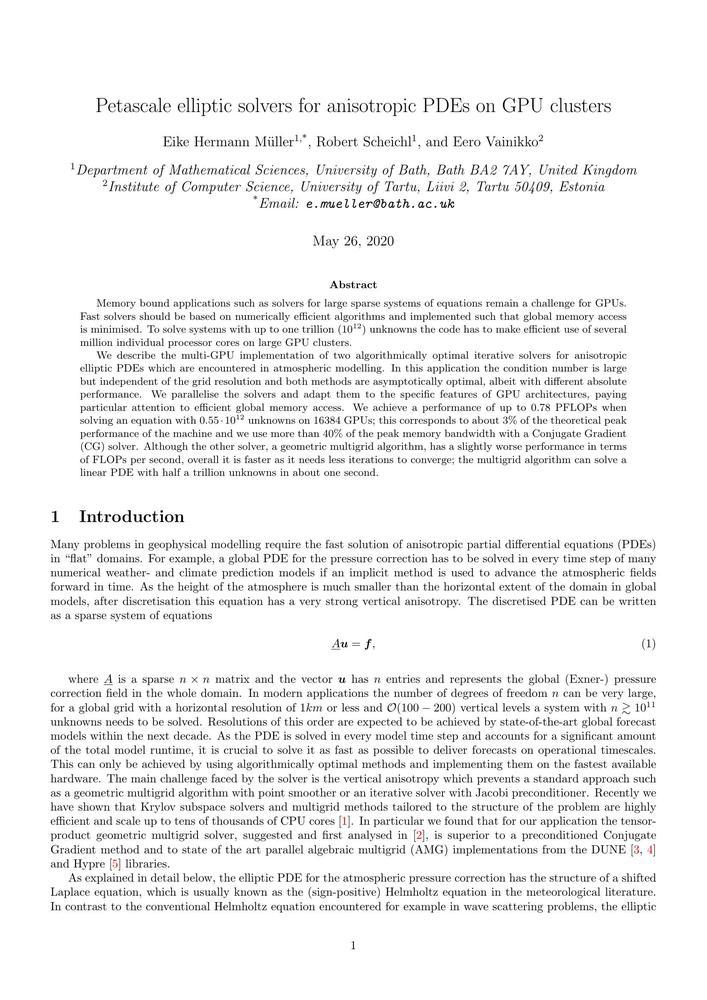 Petascale elliptic solvers for anisotropic PDEs on GPU clusters
Eike Hermann Müller1,*, Robert Scheichl1, and Eero Vainikko2
1Department of Mathematical Sciences, University of Bath, Bath BA2 7AY, United Kingdom
2Institute of Computer Science, University of Tartu, Liivi 2, Tartu 50409, Estonia
*Email: e.mueller@bath.ac.uk
May 26, 2020
Abstract
Memory bound applications such as solvers for large sparse systems of equations remain a challenge for GPUs.
Fast solvers should be based on numerically efficient algorithms and implemented such that global memory access
is minimised. To solve systems with up to one trillion (10^12) unknowns the code has to make efficient use of several
million individual processor cores on large GPU clusters.
We describe the multi-GPU implementation of two algorithmically optimal iterative solvers for anisotropic
elliptic PDEs which are encountered in atmospheric modelling. In this application the condition number is large
but independent of the grid resolution and both methods are asymptotically optimal, albeit with different absolute
performance. We parallelise the solvers and adapt them to the specific features of GPU architectures, paying
particular attention to efficient global memory access. We achieve a performance of up to 0.78 PFLOPs when
solving an equation with 0.55 · 10^12 unknowns on 16384 GPUs; this corresponds to about 3% of the theoretical peak
performance of the machine and we use more than 40% of the peak memory bandwidth with a Conjugate Gradient
(CG) solver. Although the other solver, a geometric multigrid algorithm, has a slightly worse performance in terms
of FLOPs per second, overall it is faster as it needs less iterations to converge; the multigrid algorithm can solve a
linear PDE with half a trillion unknowns in about one second.
1 Introduction
Many problems in geophysical modelling require the fast solution of anisotropic partial differential equations (PDEs)
in “flat” domains. For example, a global PDE for the pressure correction has to be solved in every time step of many
numerical weather- and climate prediction models if an implicit method is used to advance the atmospheric fields
forward in time. As the height of the atmosphere is much smaller than the horizontal extent of the domain in global
models, after discretisation this equation has a very strong vertical anisotropy. The discretised PDE can be written
as a sparse system of equations
Au = f, (1)
where A is a sparse n × n matrix and the vector u has n entries and represents the global (Exner-) pressure
correction field in the whole domain. In modern applications the number of degrees of freedom n can be very large,
for a global grid with a horizontal resolution of 1km or less and O(100 − 200) vertical levels a system with n ≳ 10^11
unknowns needs to be solved. Resolutions of this order are expected to be achieved by state-of-the-art global forecast
models within the next decade. As the PDE is solved in every model time step and accounts for a significant amount
of the total model runtime, it is crucial to solve it as fast as possible to deliver forecasts on operational timescales.
This can only be achieved by using algorithmically optimal methods and implementing them on the fastest available
hardware. The main challenge faced by the solver is the vertical anisotropy which prevents a standard approach such
as a geometric multigrid algorithm with point smoother or an iterative solver with Jacobi preconditioner. Recently we
have shown that Krylov subspace solvers and multigrid methods tailored to the structure of the problem are highly
efficient and scale up to tens of thousands of CPU cores [1]. In particular we found that for our application the tensor-
product geometric multigrid solver, suggested and first analysed in [2], is superior to a preconditioned Conjugate
Gradient method and to state of the art parallel algebraic multigrid (AMG) implementations from the DUNE [3, 4]
and Hypre [5] libraries.
As explained in detail below, the elliptic PDE for the atmospheric pressure correction has the structure of a shifted
Laplace equation, which is usually known as the (sign-positive) Helmholtz equation in the meteorological literature.
In contrast to the conventional Helmholtz equation encountered for example in wave scattering problems, the elliptic
1